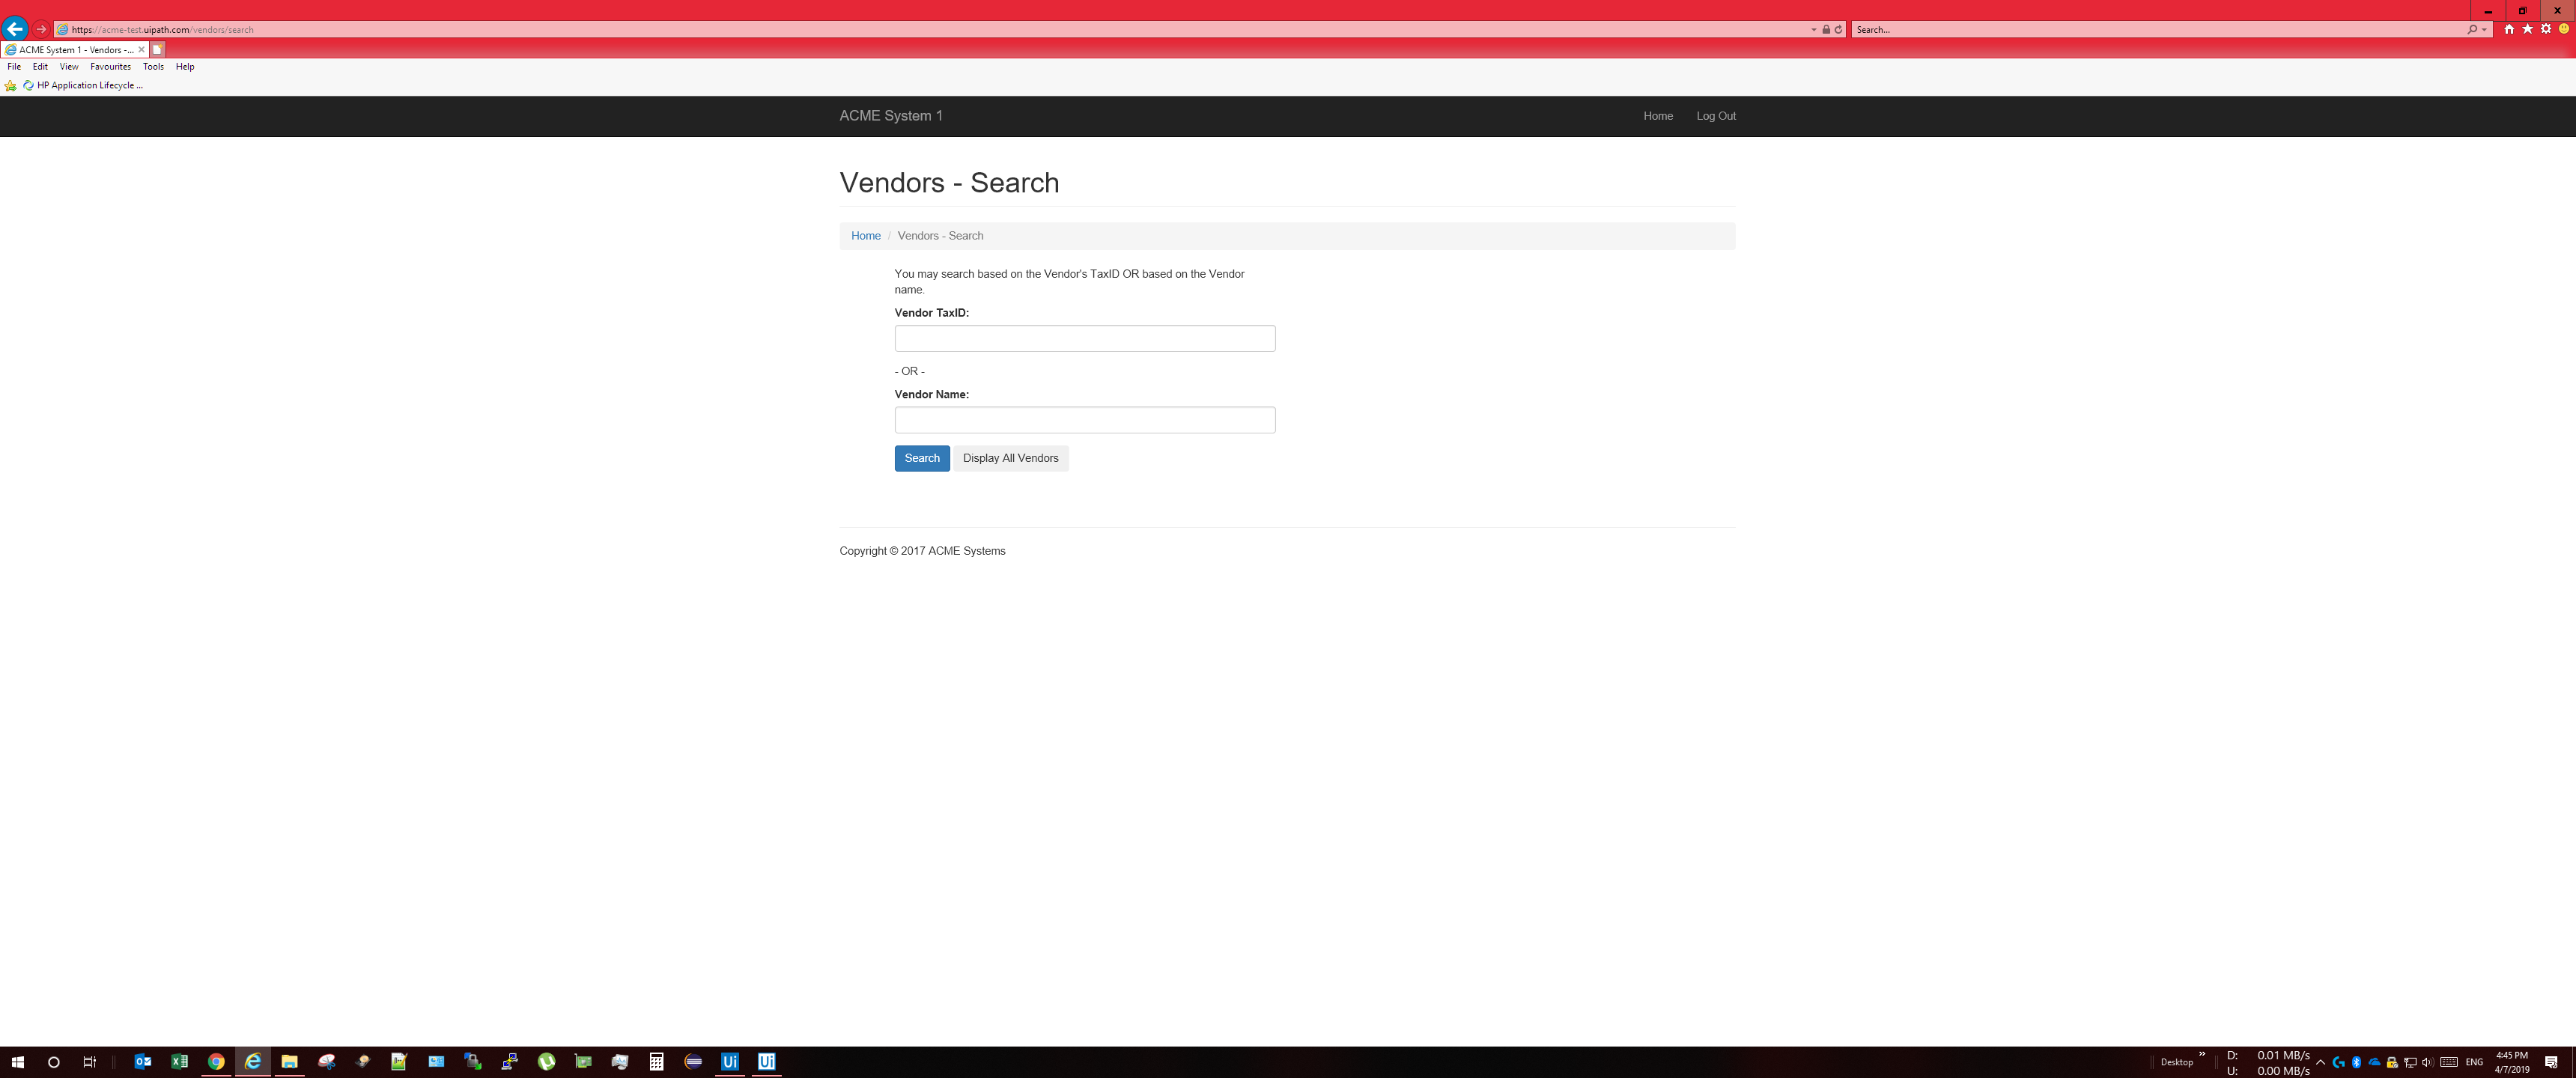 https://acme-test.uipath.com/vendors/search
Search...
ACME System 1 - Vendors -...
File Edit View Favourites Tools Help
HP Application Lifecycle ...
ACME System 1
Home Log Out
Vendors - Search
Home / Vendors - Search
You may search based on the Vendor's TaxID OR based on the Vendor
name.
Vendor TaxID:
- OR -
Vendor Name:
Search Display All Vendors
Copyright © 2017 ACME Systems
Ui Ui
Desktop »
D: 0.01 MB/s
U: 0.00 MB/s
ENG
4:45 PM
4/7/2019